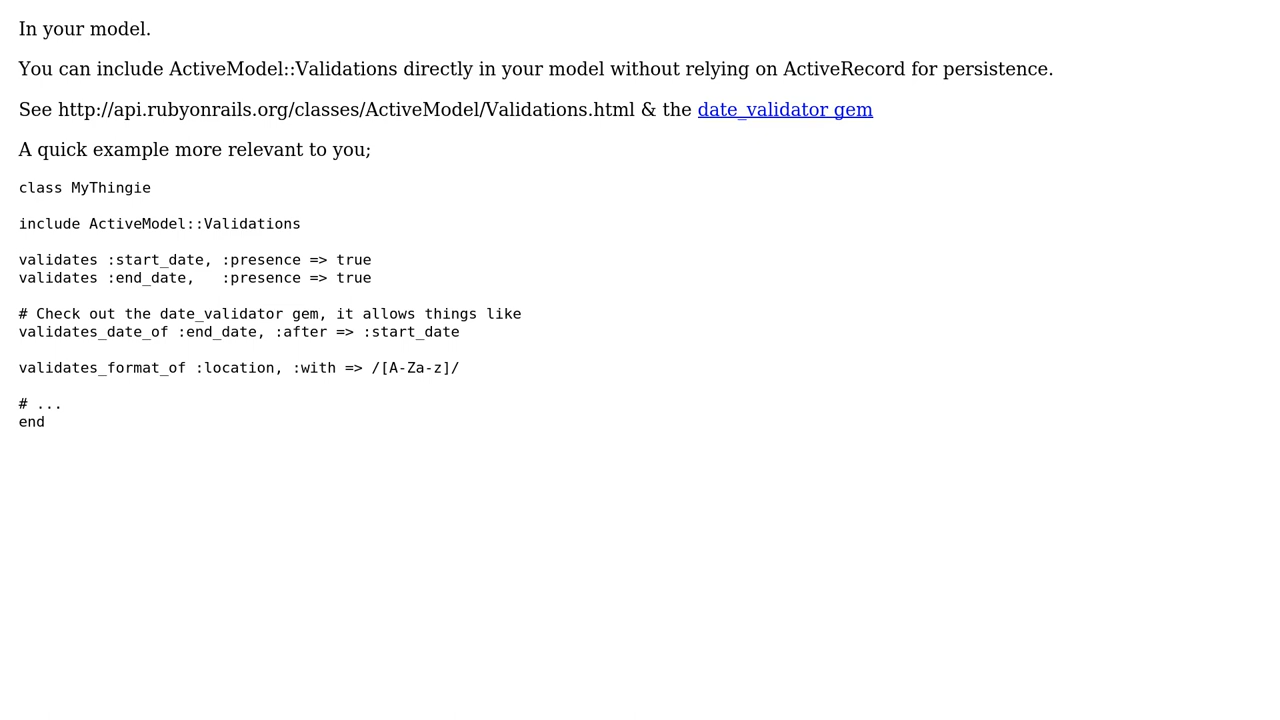 In your model.
You can include ActiveModel::Validations directly in your model without relying on ActiveRecord for persistence.
See http://api.rubyonrails.org/classes/ActiveModel/Validations.html & the date_validator gem
A quick example more relevant to you;
class MyThingie
include ActiveModel::Validations
validates :start_date, :presence => true
validates :end_date,   :presence => true
# Check out the date_validator gem, it allows things like
validates_date_of :end_date, :after => :start_date
validates_format_of :location, :with => /[A-Za-z]/
# ...
end